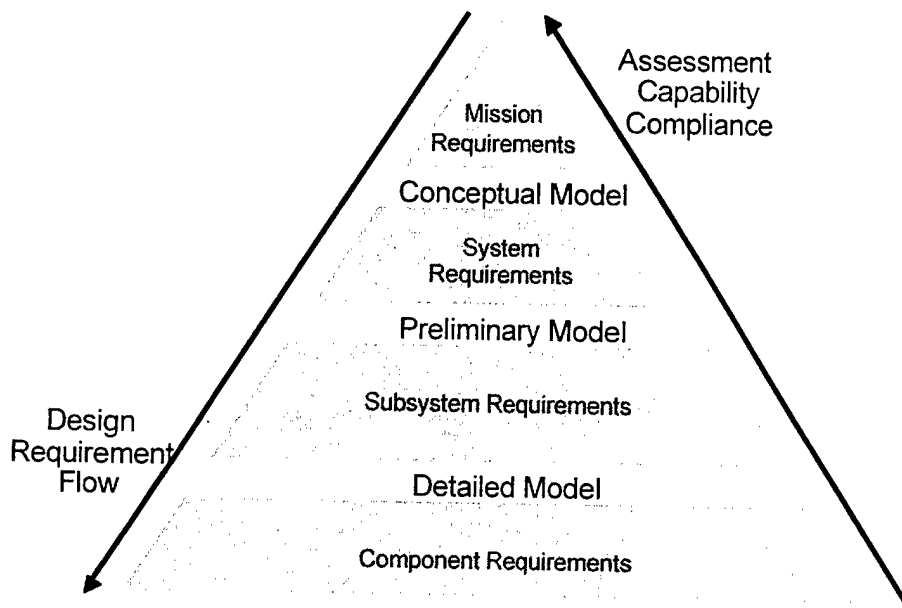 Assessment
Capability
Compliance
Mission
Requirements
Conceptual Model
System
Requirements
Preliminary Model
Subsystem Requirements
Design
Requirement
Flow
Detailed Model
Component Requirements